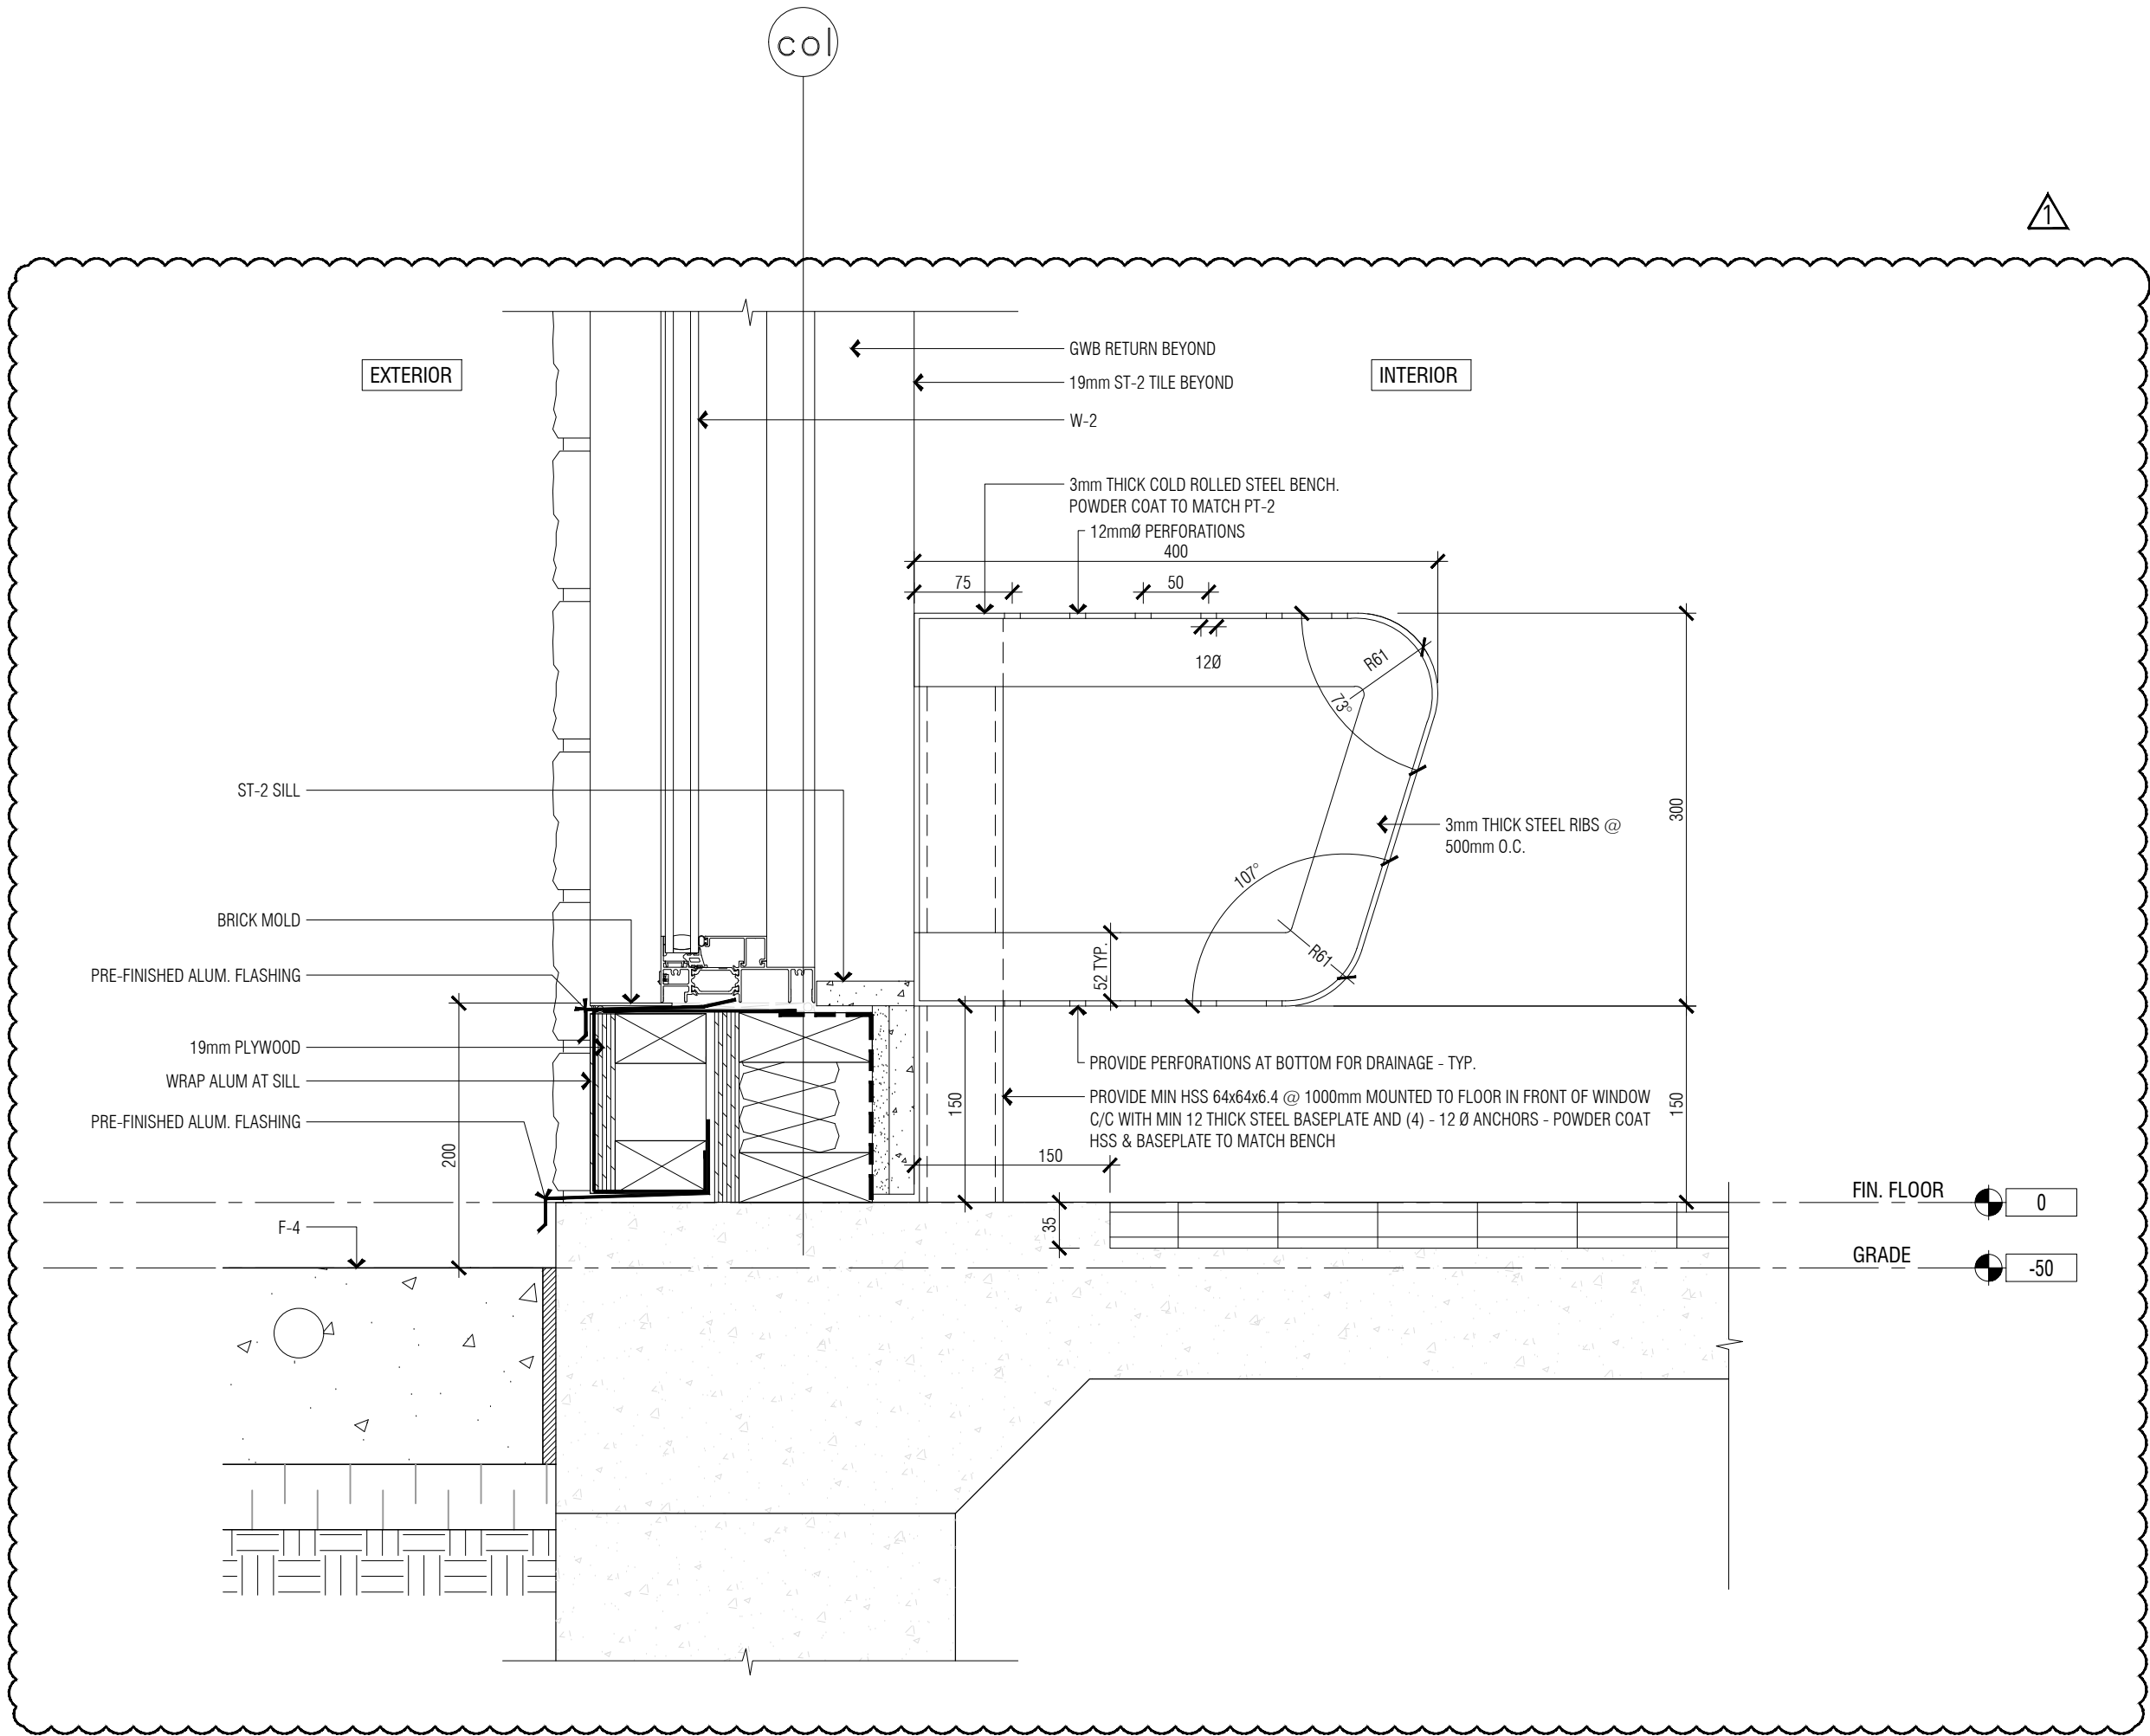 col
1
EXTERIOR
INTERIOR
GWB RETURN BEYOND
19mm ST-2 TILE BEYOND
W-2
3mm THICK COLD ROLLED STEEL BENCH.
POWDER COAT TO MATCH PT-2
12mmØ PERFORATIONS
400
75
50
12Ø
R61
73°
300
3mm THICK STEEL RIBS @
500mm O.C.
107°
R61
52 TYP.
ST-2 SILL
BRICK MOLD
PRE-FINISHED ALUM. FLASHING
19mm PLYWOOD
WRAP ALUM AT SILL
PRE-FINISHED ALUM. FLASHING
200
F-4
PROVIDE PERFORATIONS AT BOTTOM FOR DRAINAGE - TYP.
PROVIDE MIN HSS 64x64x6.4 @ 1000mm MOUNTED TO FLOOR IN FRONT OF WINDOW
C/C WITH MIN 12 THICK STEEL BASEPLATE AND (4) - 12 Ø ANCHORS - POWDER COAT
HSS & BASEPLATE TO MATCH BENCH
150
150
150
35
FIN. FLOOR
0
GRADE
-50